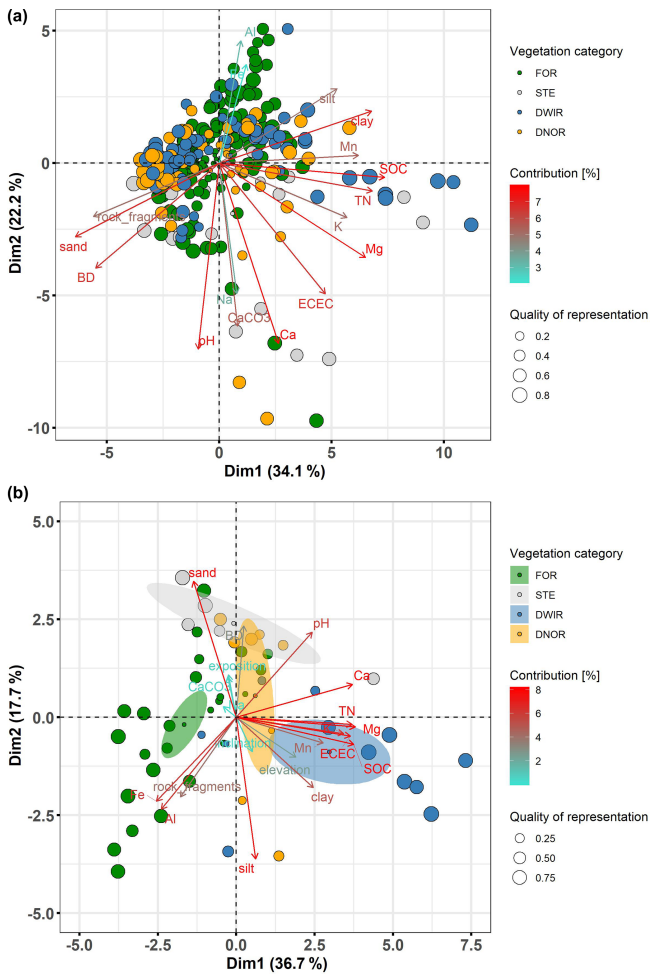 (a)
5
0
-5
-10
Dim2 (22.2 %)
Al
Fe
silt
clay
Mn
SOC
TN
K
Mg
rock_fragments
sand
BD
ECEC
Na
CaCO3
Ca
pH
-5
0
5
10
Dim1 (34.1 %)
Vegetation category
FOR
STE
DWIR
DNOR
Contribution [%]
7
6
5
4
3
Quality of representation
0.2
0.4
0.6
0.8
(b)
5.0
2.5
0.0
-2.5
-5.0
Dim2 (17.7 %)
sand
BD
pH
exposition
Ca
CaCO3
TN
Mg
Mn
ECEC
SOC
elevation
clay
rock_fragments
Fe
Al
silt
-5.0
-2.5
0.0
2.5
5.0
7.5
Dim1 (36.7 %)
Vegetation category
FOR
STE
DWIR
DNOR
Contribution [%]
8
6
4
2
Quality of representation
0.25
0.50
0.75